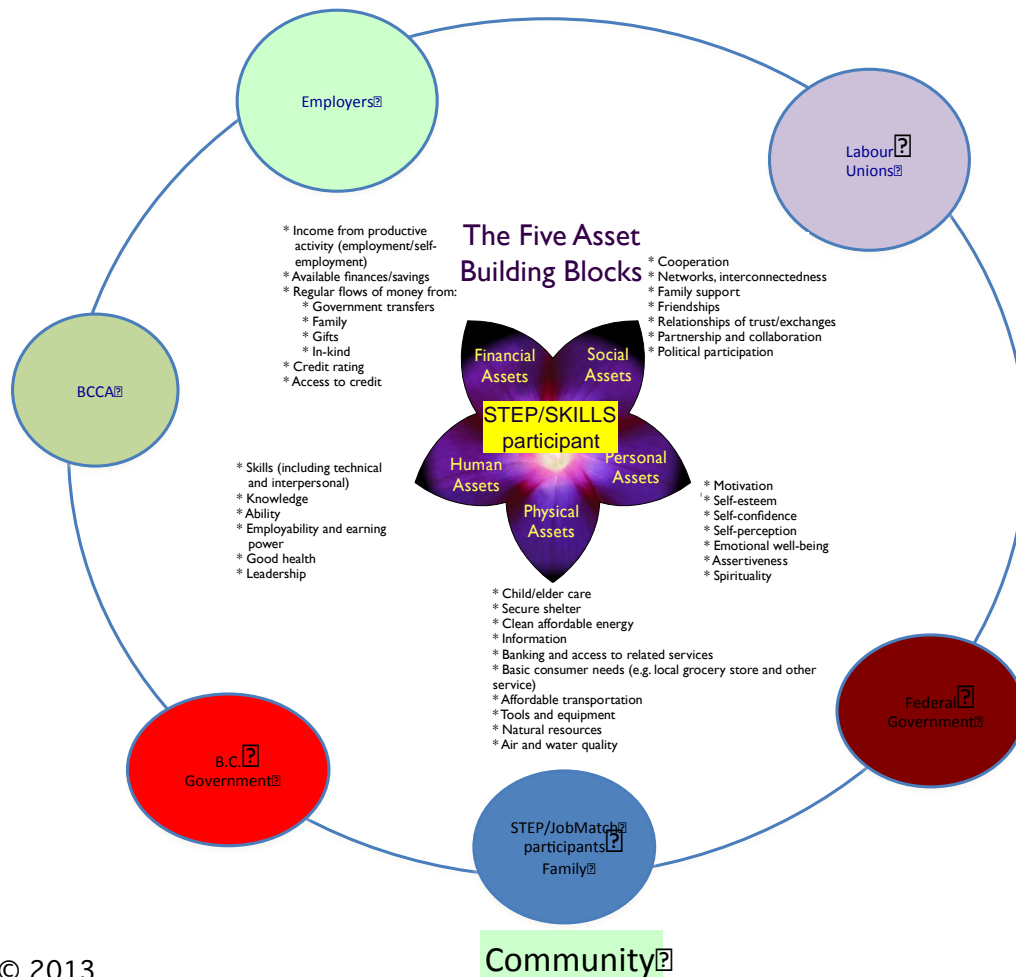 Employers
Labour
Unions
The Five Asset
Building Blocks
* Income from productive
activity (employment/self-
employment)
* Available finances/savings
* Regular flows of money from:
* Government transfers
* Family
* Gifts
* In-kind
* Credit rating
* Access to credit
* Cooperation
* Networks, interconnectedness
* Family support
* Friendships
* Relationships of trust/exchanges
* Partnership and collaboration
* Political participation
BCCA
Financial
Assets
Social
Assets
STEP/SKILLS
participant
Human
Assets
Personal
Assets
Physical
Assets
* Skills (including technical
and interpersonal)
* Knowledge
* Ability
* Employability and earning
power
* Good health
* Leadership
* Motivation
* Self-esteem
* Self-confidence
* Self-perception
* Emotional well-being
* Assertiveness
* Spirituality
* Child/elder care
* Secure shelter
* Clean affordable energy
* Information
* Banking and access to related services
* Basic consumer needs (e.g. local grocery store and other
service)
* Affordable transportation
* Tools and equipment
* Natural resources
* Air and water quality
Federal
Government
B.C.
Government
STEP/JobMatch
participants
Family
Community
© 2013